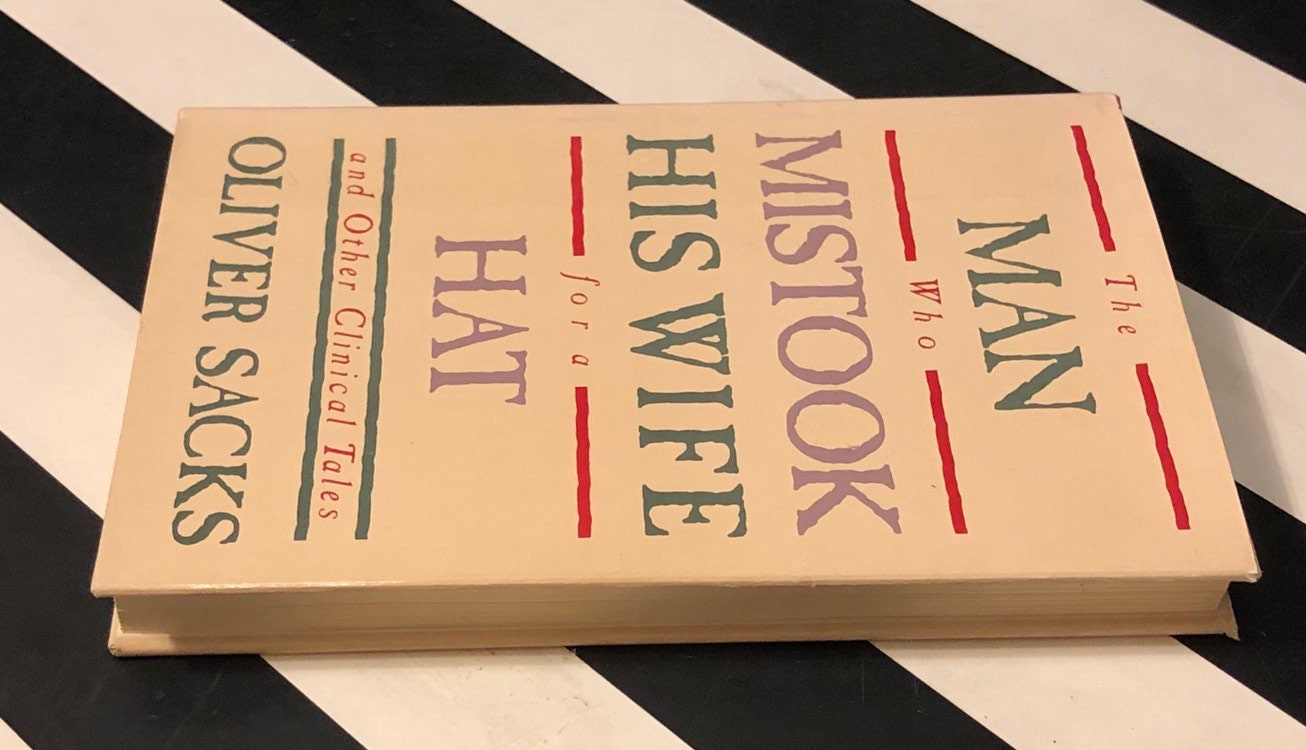 The
MAN
Who
MISTOOK
HIS WIFE
for a
HAT
and Other Clinical Tales
OLIVER SACKS